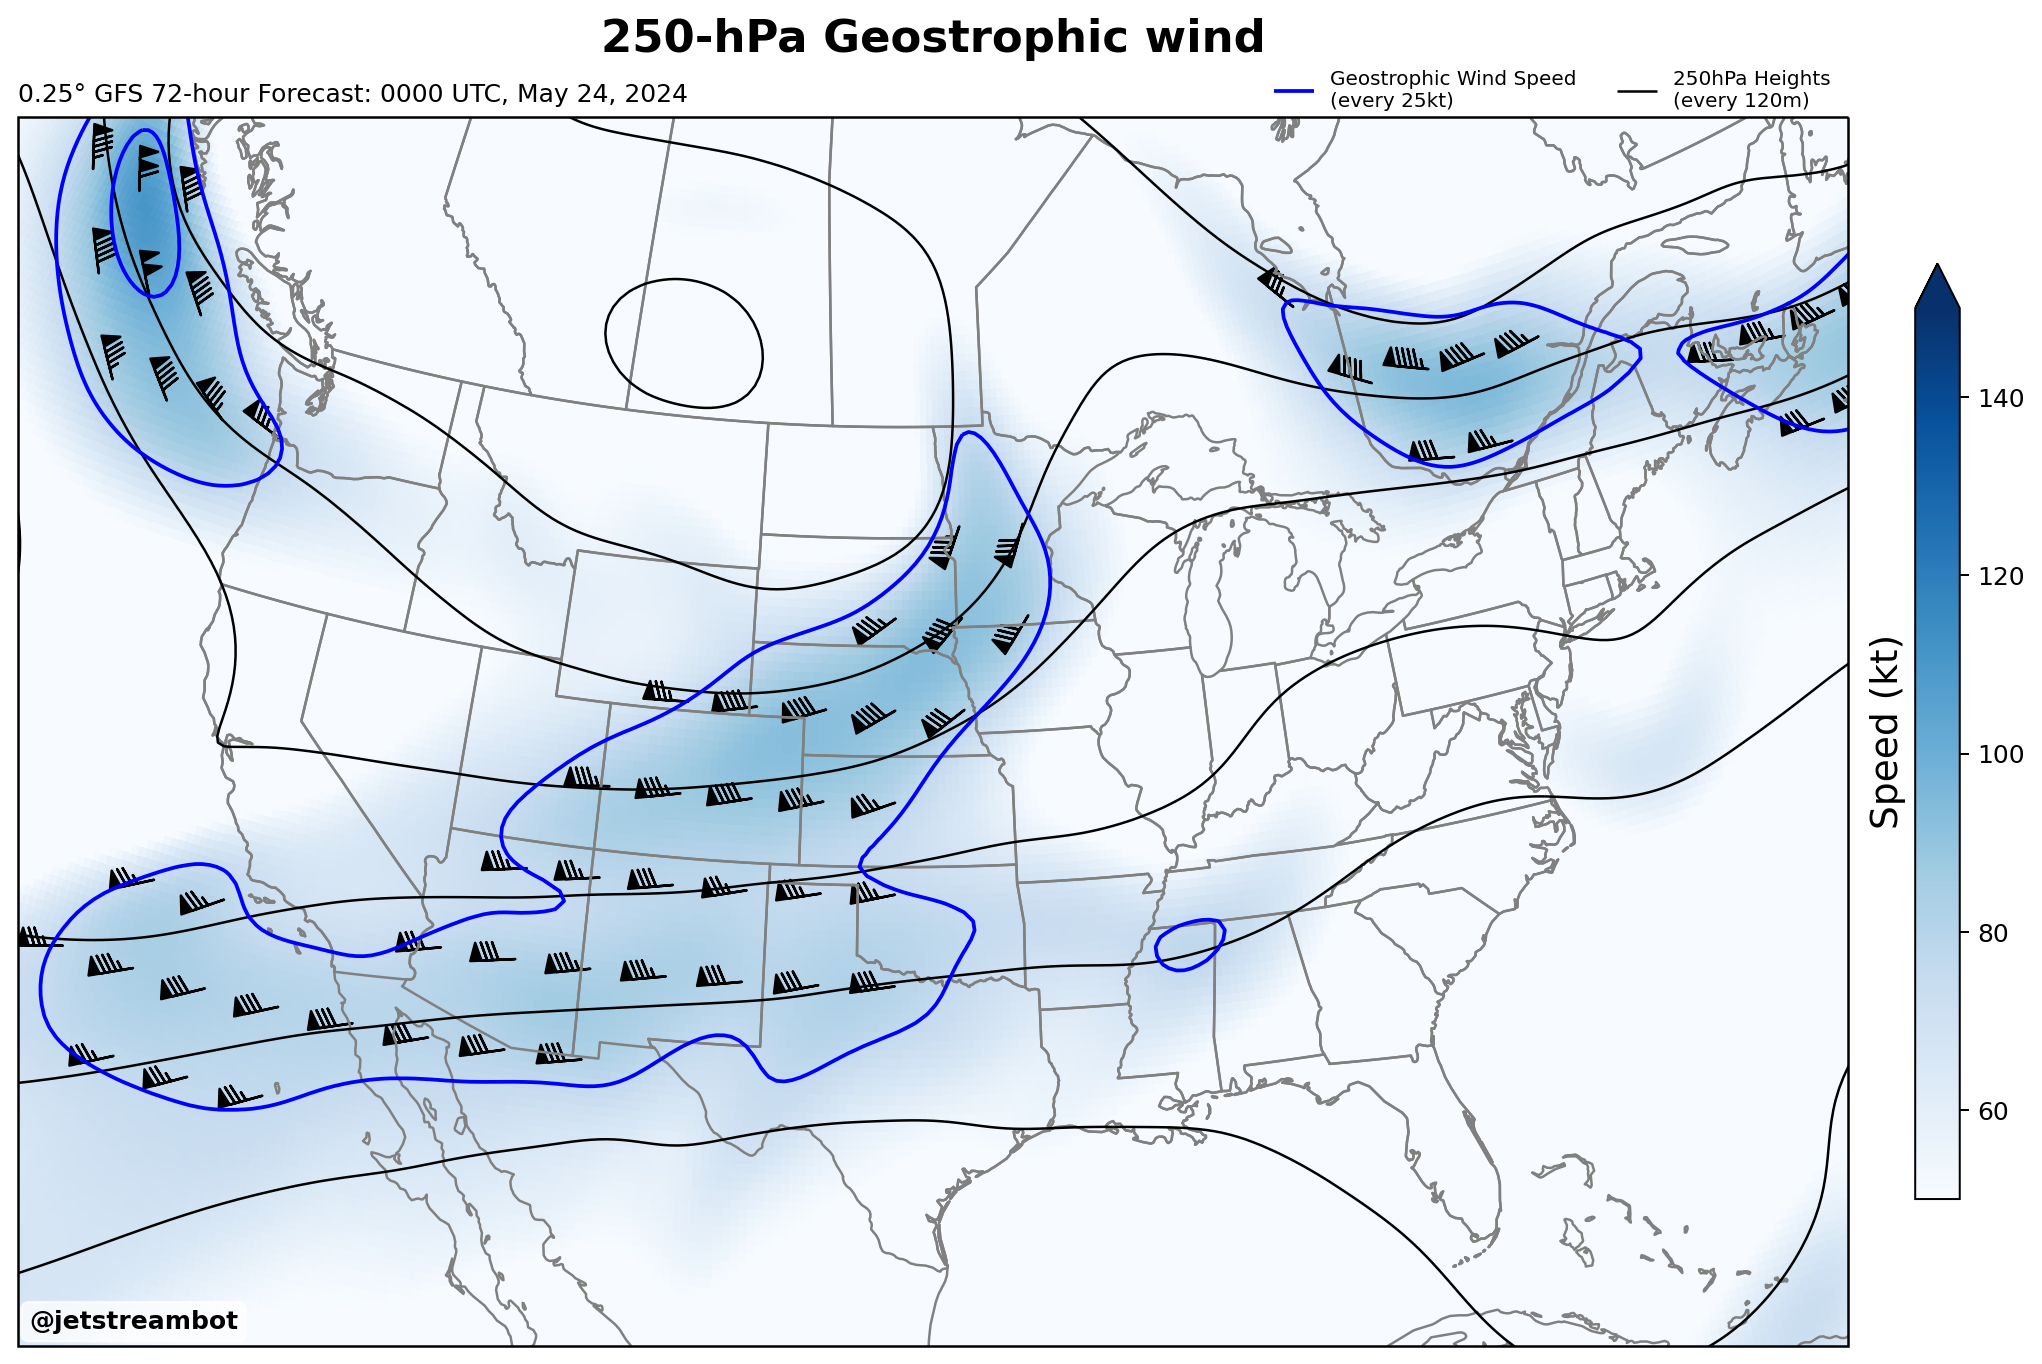 250-hPa Geostrophic wind
0.25° GFS 72-hour Forecast: 0000 UTC, May 24, 2024
Geostrophic Wind Speed
(every 25kt)
250hPa Heights
(every 120m)
140
120
100
80
60
Speed (kt)
@jetstreambot